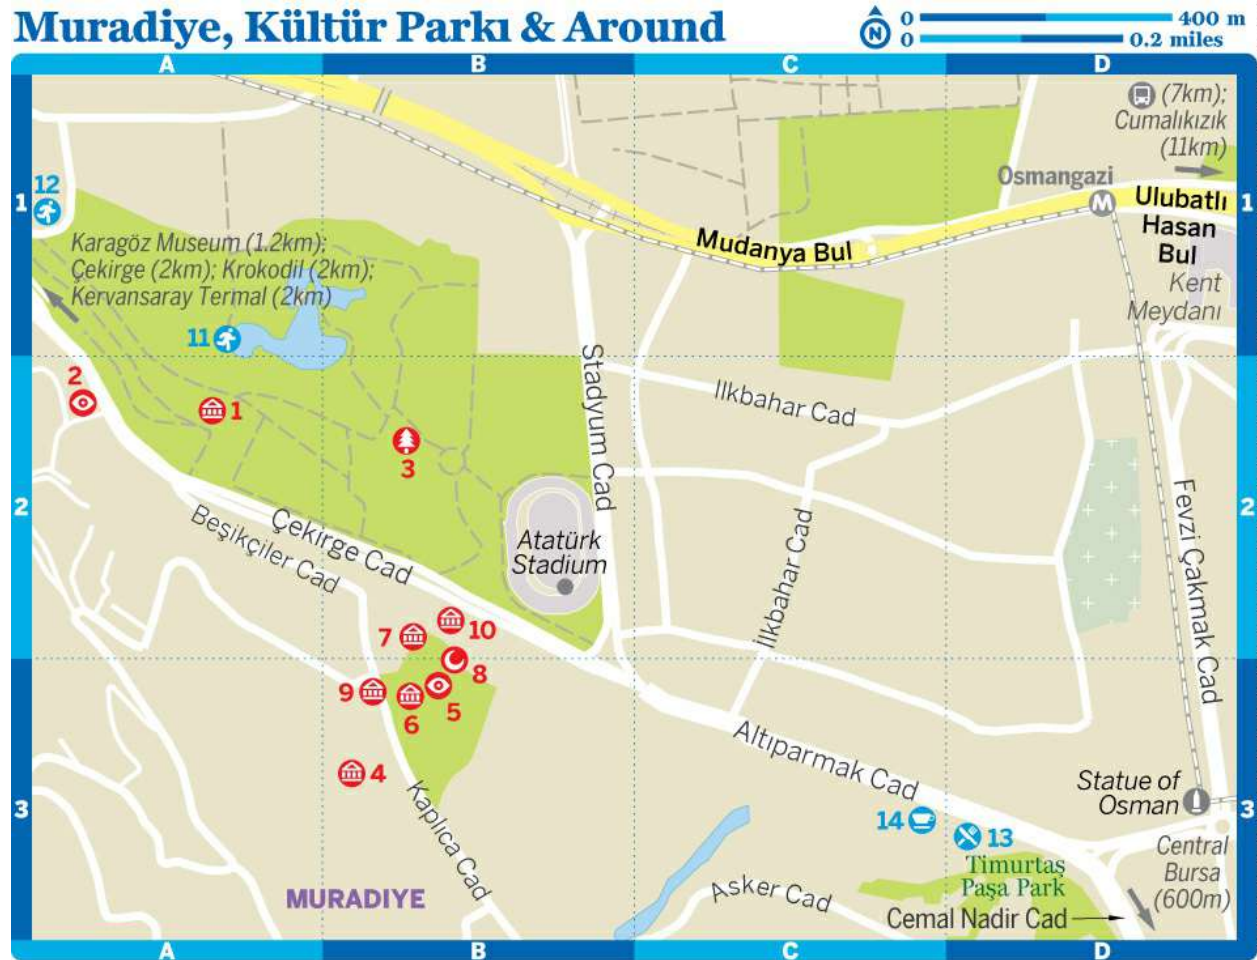 Muradiye, Kültür Parkı & Around
N
0
400 m
0
0.2 miles
A
B
C
D
1
1
(7km);
Cumalıkızık
(11km)
Osmangazi
M
Ulubatlı
Hasan
Bul
Kent
Meydanı
12
Karagöz Museum (1.2km);
Çekirge (2km); Krokodil (2km);
Kervansaray Termal (2km)
Mudanya Bul
11
2
1
3
Stadyum Cad
Ilkbahar Cad
2
2
Beşikçiler Cad
Çekirge Cad
Atatürk
Stadium
İlkbahar Cad
Fevzi Çakmak Cad
7
10
8
9
6
5
4
Kaplıca Cad
Altıparmak Cad
Statue of
Osman
3
3
14
13
Timurtaş
Paşa Park
Central
Bursa
(600m)
MURADIYE
Asker Cad
Cemal Nadir Cad
A
B
C
D